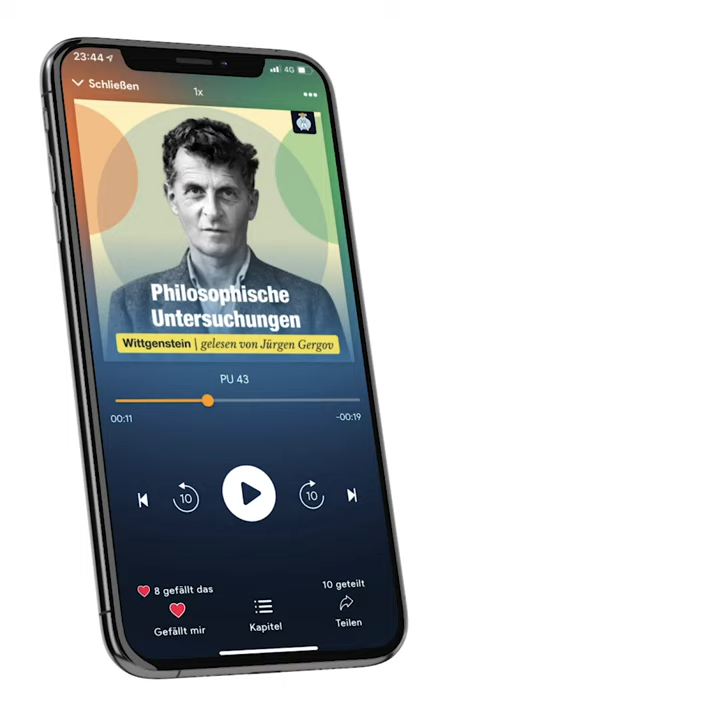 23:44
4G
Schließen
1x
Philosophische
Untersuchungen
Wittgenstein | gelesen von Jürgen Gergov
PU 43
00:11
-00:19
10
10
8 gefällt das
10 geteilt
Gefällt mir
Kapitel
Teilen